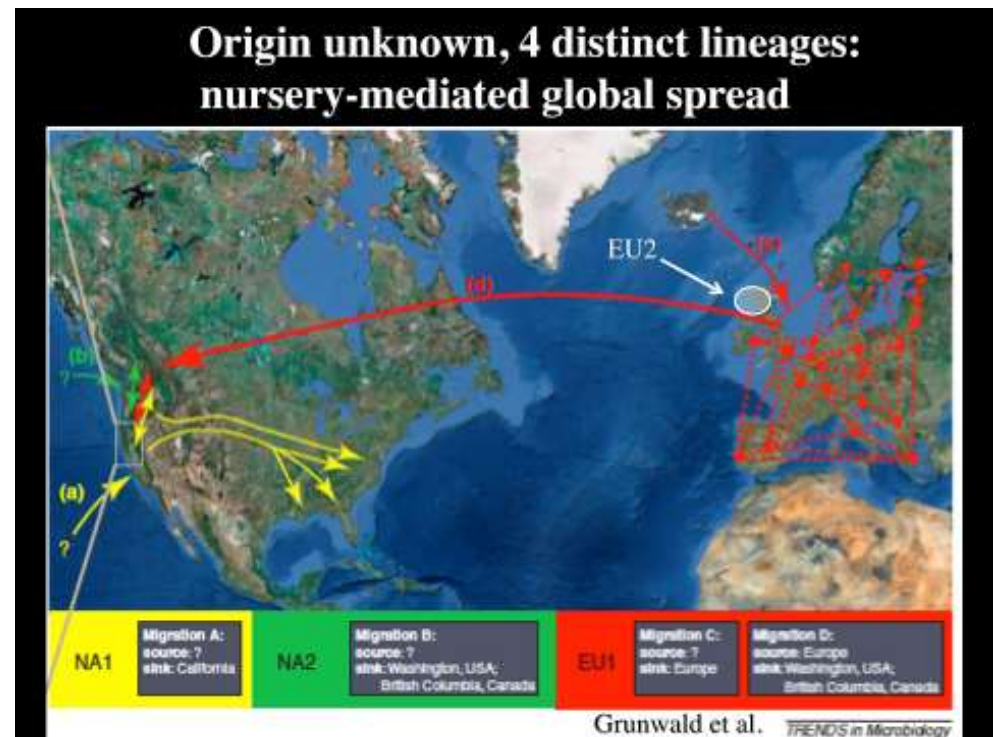 Origin unknown, 4 distinct lineages:
nursery-mediated global spread
EU2
(d)
(b)
?
(a)
?
NA1
Migration A:
source: ?
sink: California
NA2
Migration B:
source: ?
sink: Washington, USA;
British Columbia, Canada
EU1
Migration C:
source: ?
sink: Europe
Migration D:
source: Europe
sink: Washington, USA;
British Columbia, Canada
Grunwald et al.
TRENDS in Microbiology